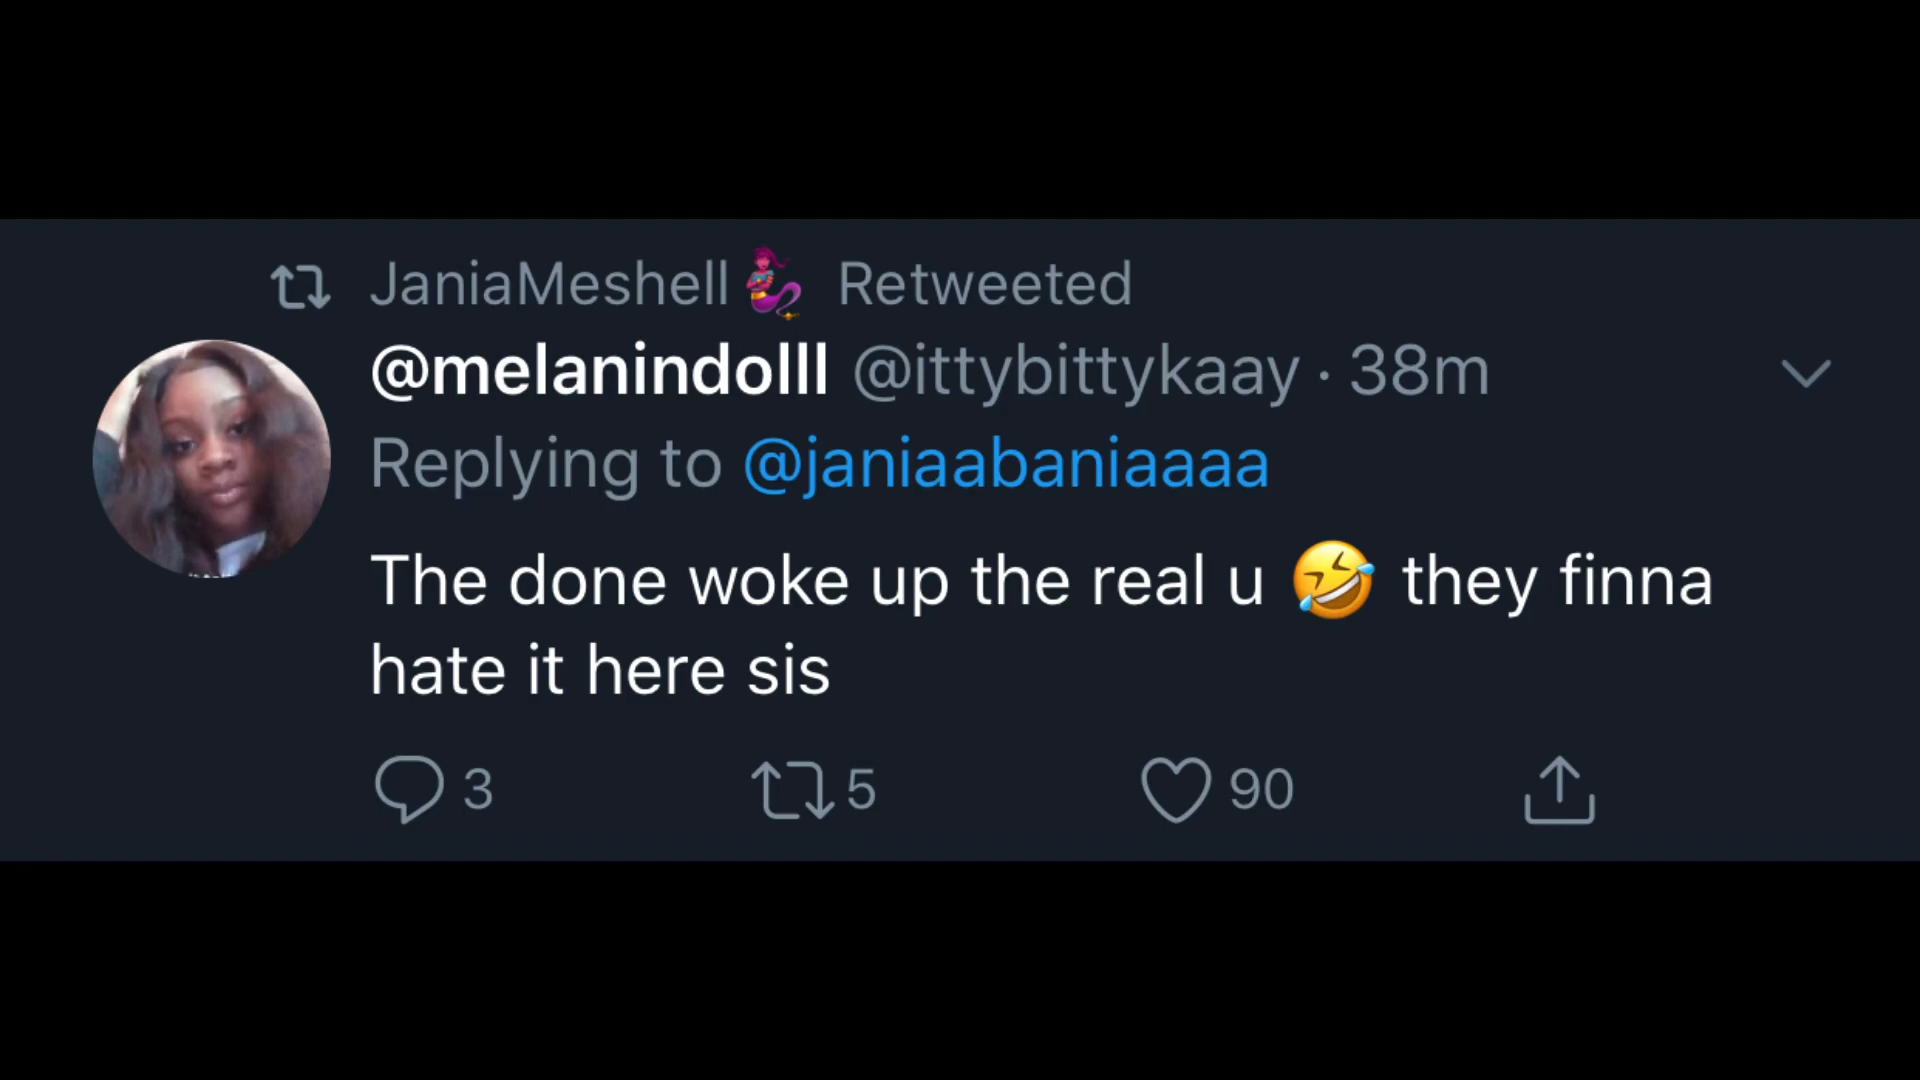 JaniaMeshell🧞‍♀️ Retweeted
@melanindolll @ittybittykaay · 38m
Replying to @janiaabaniaaaa
The done woke up the real u 🤣 they finna
hate it here sis
3 5 90